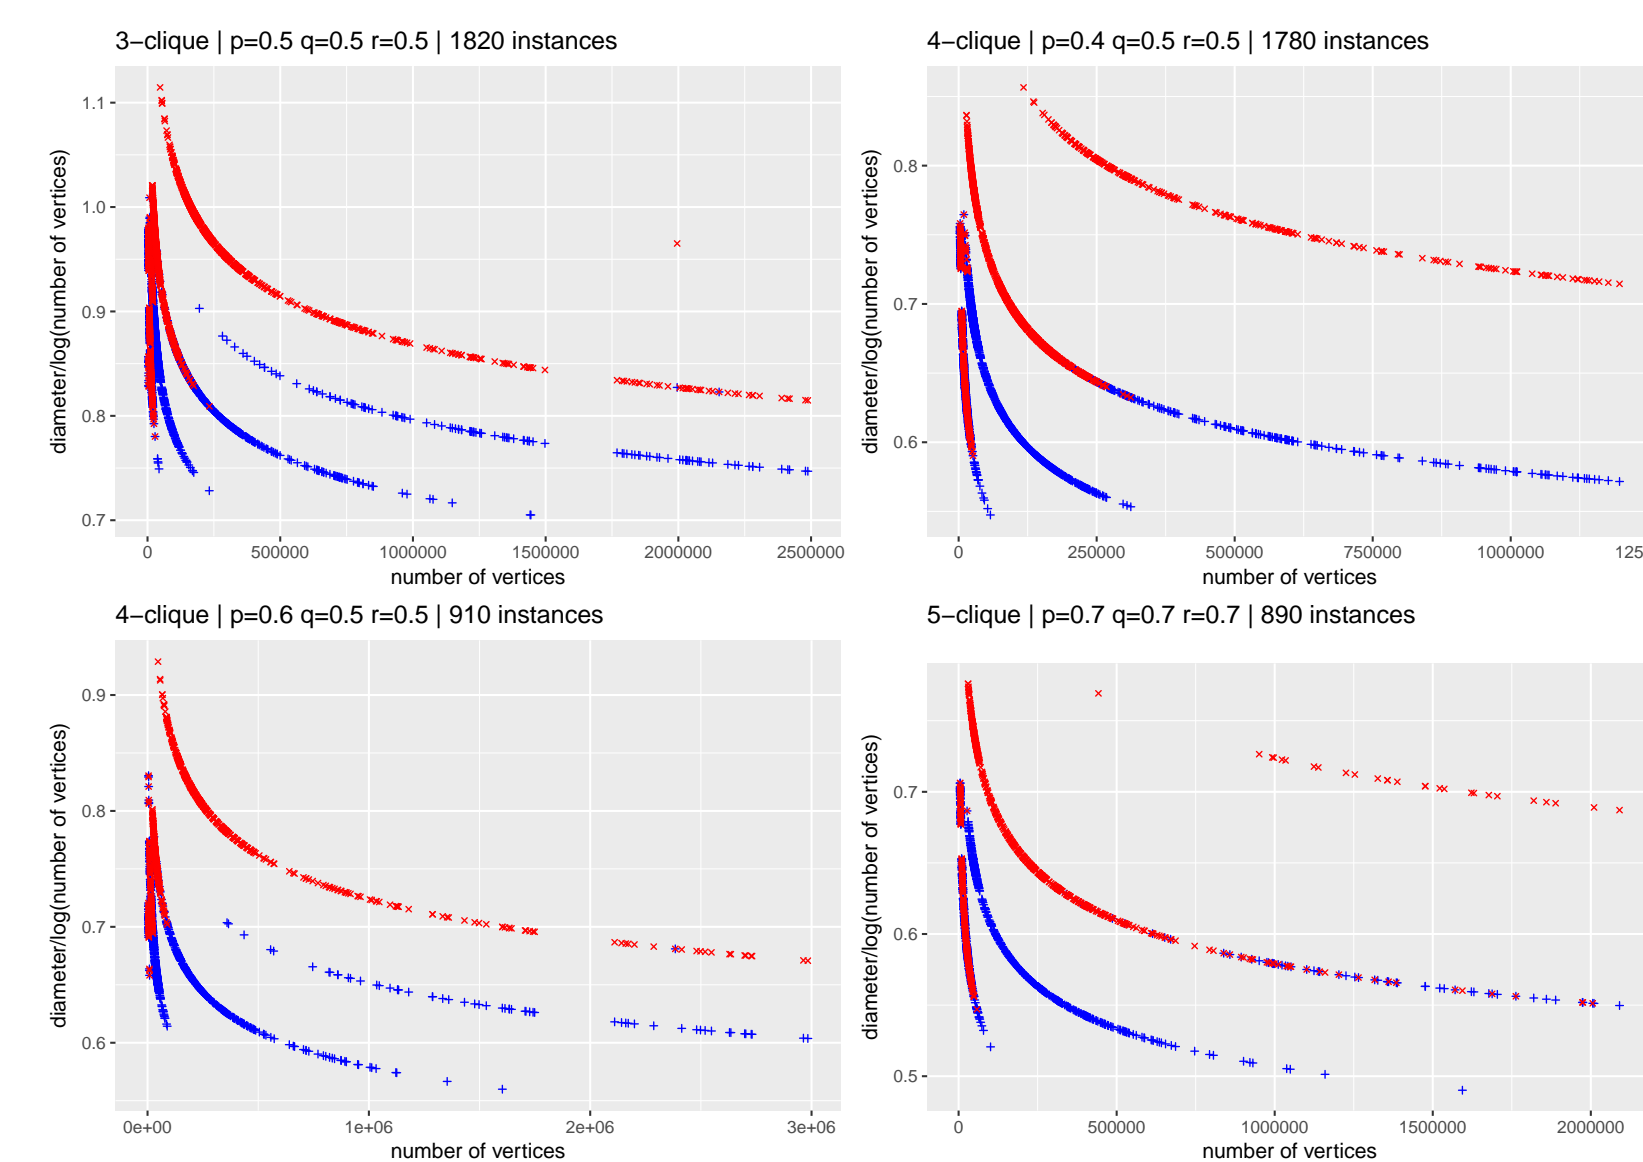 3−clique | p=0.5 q=0.5 r=0.5 | 1820 instances
diameter/log(number of vertices)
1.1
1.0
0.9
0.8
0.7
0 500000 1000000 1500000 2000000 2500000
number of vertices
4−clique | p=0.4 q=0.5 r=0.5 | 1780 instances
diameter/log(number of vertices)
0.8
0.7
0.6
0 250000 500000 750000 1000000 125
number of vertices
4−clique | p=0.6 q=0.5 r=0.5 | 910 instances
diameter/log(number of vertices)
0.9
0.8
0.7
0.6
0e+00 1e+06 2e+06 3e+06
number of vertices
5−clique | p=0.7 q=0.7 r=0.7 | 890 instances
diameter/log(number of vertices)
0.7
0.6
0.5
0 500000 1000000 1500000 2000000
number of vertices